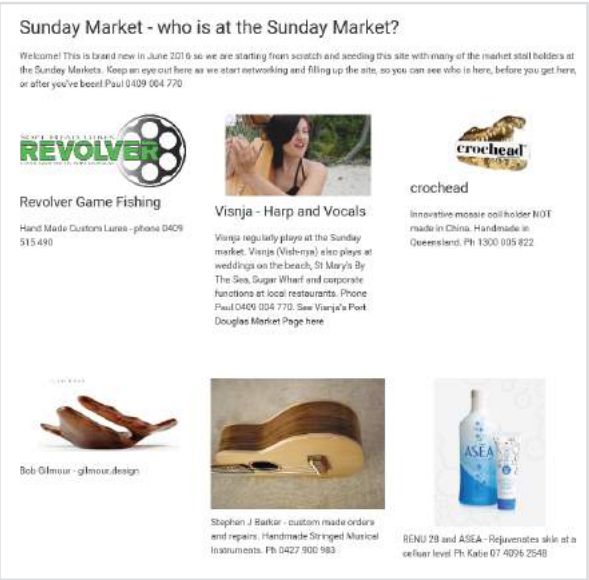 Sunday Market - who is at the Sunday Market?
Welcome! This is brand new in June 2016 so we are starting from scratch and seeding this site with many of the market stall holders at
the Sunday Markets. Keep an eye out here as we start networking and filling up the site, so you can see who is here, before you get here,
or after you've been! Paul 0409 004 770
SOFT HEAD LURES
REVOLVER
Revolver Game Fishing
Hand Made Custom Lures - phone 0409
515 490
Visnja - Harp and Vocals
Visnja regularly plays at the Sunday
market. Visnja (Vish-nya) also plays at
weddings on the beach, St Mary's By
The Sea, Sugar Wharf and corporate
functions at local restaurants. Phone
Paul 0409 004 770. See Visnja's Port
Douglas Market Page here
crochead
crochead
Innovative mossie coil holder NOT
made in China. Handmade in
Queensland. Ph 1300 005 822
Bob Gilmour - gilmour.design
Stephen J Barker - custom made orders
and repairs. Handmade Stringed Musical
Instruments. Ph 0427 900 983
ASEA
RENU 28 and ASEA - Rejuvenates skin at a
celluar level Ph Katie 07 4096 2548